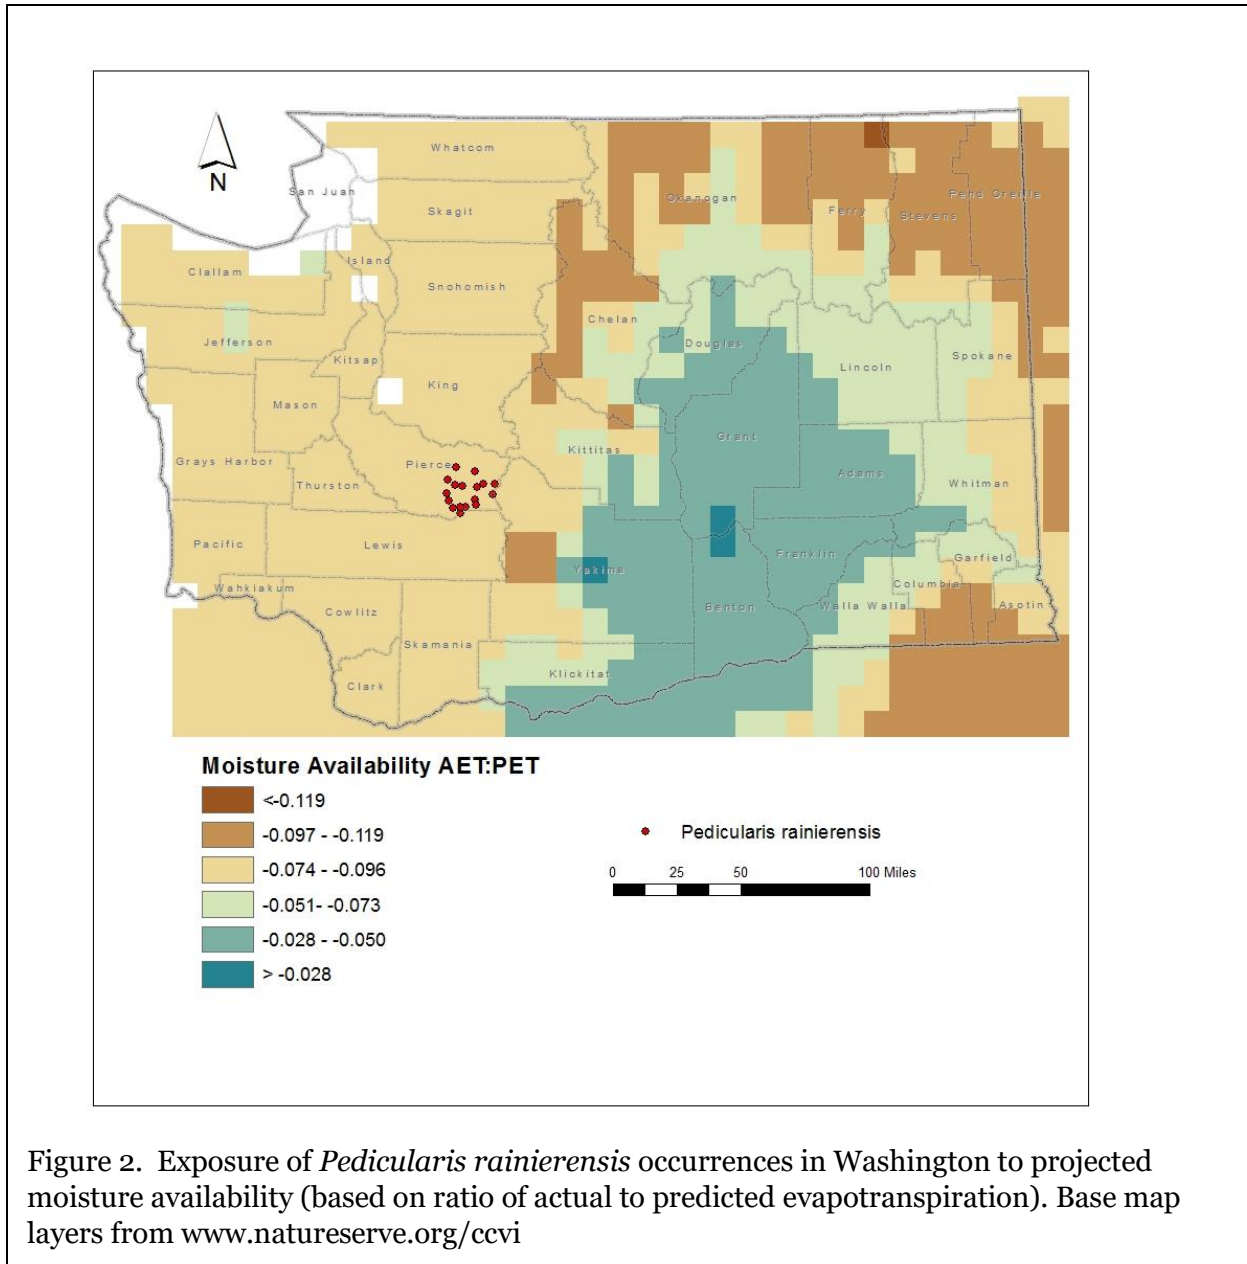 N
Whatcom
San Juan
Skagit
Okanogan
Ferry
Stevens
Pend Oreille
Island
Clallam
Snohomish
Chelan
Jefferson
Douglas
Kitsap
Spokane
Lincoln
King
Mason
Grant
Kittitas
Grays Harbor
Pierce
Adams
Thurston
Whitman
Pacific
Lewis
Franklin
Garfield
Yakima
Wahkiakum
Columbia
Cowlitz
Benton
Walla Walla
Asotin
Skamania
Klickitat
Clark
Moisture Availability AET:PET
<-0.119
-0.097 - -0.119
-0.074 - -0.096
-0.051- -0.073
-0.028 - -0.050
> -0.028
Pedicularis rainierensis
0 25 50 100 Miles
Figure 2. Exposure of Pedicularis rainierensis occurrences in Washington to projected
moisture availability (based on ratio of actual to predicted evapotranspiration). Base map
layers from www.natureserve.org/ccvi